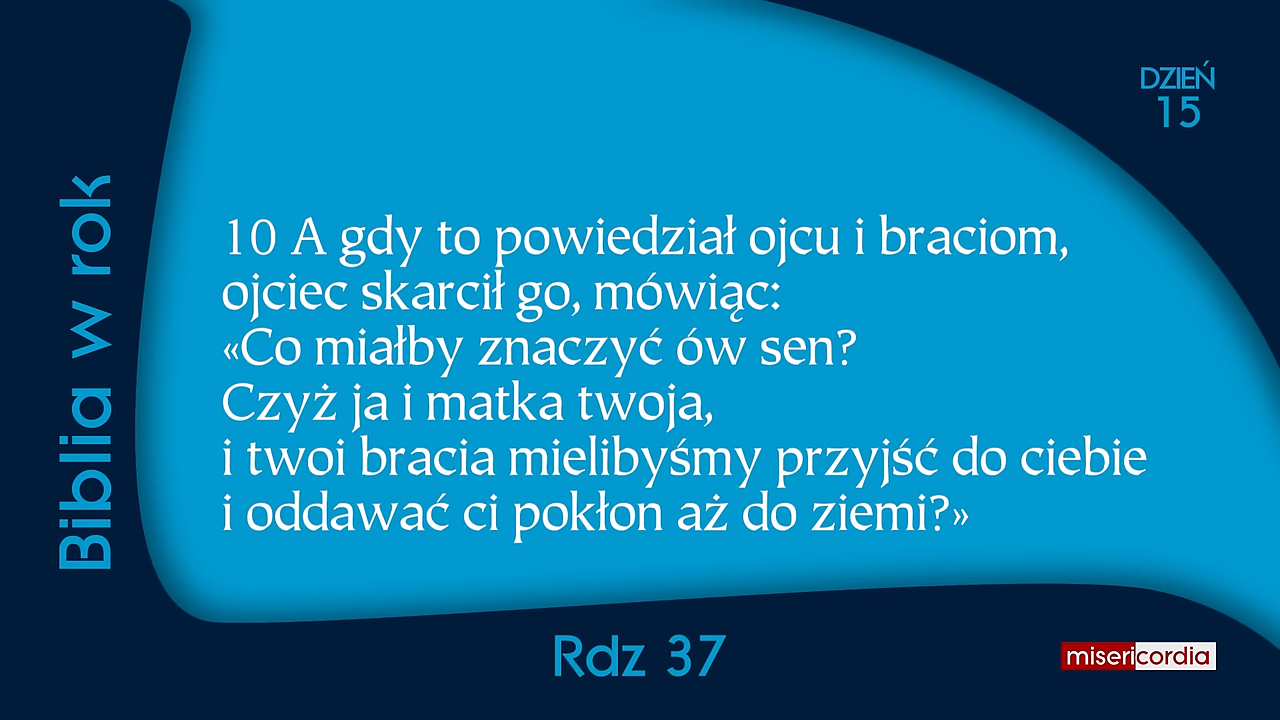 DZIEŃ
15
Biblia w rok
10 A gdy to powiedział ojcu i braciom,
ojciec skarcił go, mówiąc:
«Co miałby znaczyć ów sen?
Czyż ja i matka twoja,
i twoi bracia mielibyśmy przyjść do ciebie
i oddawać ci pokłon aż do ziemi?»
Rdz 37
misericordia